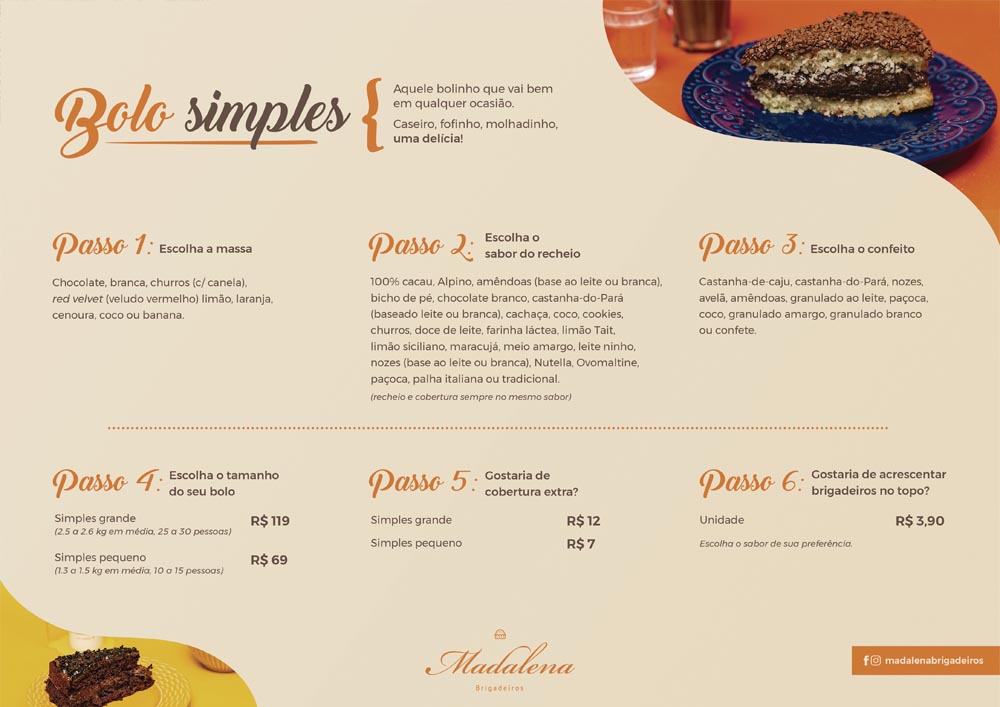 Bolo simples
Aquele bolinho que vai bem
em qualquer ocasião.
Caseiro, fofinho, molhadinho,
uma delícia!
Passo 1: Escolha a massa
Chocolate, branca, churros (c/ canela),
red velvet (veludo vermelho) limão, laranja,
cenoura, coco ou banana.
Passo 2: Escolha o
sabor do recheio
100% cacau, Alpino, amêndoas (base ao leite ou branca),
bicho de pé, chocolate branco, castanha-do-Pará
(baseado leite ou branca), cachaça, coco, cookies,
churros, doce de leite, farinha láctea, limão Tait,
limão siciliano, maracujá, meio amargo, leite ninho,
nozes (base ao leite ou branca), Nutella, Ovomaltine,
paçoca, palha italiana ou tradicional.
(recheio e cobertura sempre no mesmo sabor)
Passo 3: Escolha o confeito
Castanha-de-caju, castanha-do-Pará, nozes,
avelã, amêndoas, granulado ao leite, paçoca,
coco, granulado amargo, granulado branco
ou confete.
Passo 4: Escolha o tamanho
do seu bolo
Simples grande R$ 119
(2.5 a 2.6 kg em média, 25 a 30 pessoas)
Simples pequeno R$ 69
(1.3 a 1.5 kg em média, 10 a 15 pessoas)
Passo 5: Gostaria de
cobertura extra?
Simples grande R$ 12
Simples pequeno R$ 7
Passo 6: Gostaria de acrescentar
brigadeiros no topo?
Unidade R$ 3,90
Escolha o sabor de sua preferência.
Madalena
Brigadeiros
madalenabrigadeiros